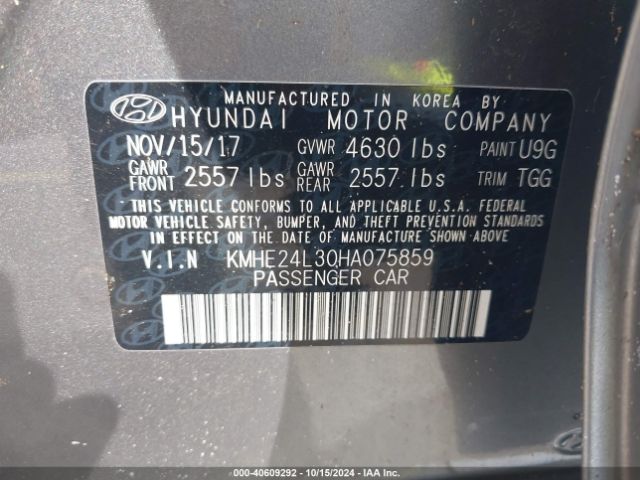 MANUFACTURED IN KOREA BY
HYUNDAI MOTOR COMPANY
NOV/15/17 GVWR 4630 lbs PAINT U9G
GAWR FRONT 2557 lbs GAWR REAR 2557 lbs TRIM TGG
THIS VEHICLE CONFORMS TO ALL APPLICABLE U.S.A. FEDERAL
MOTOR VEHICLE SAFETY, BUMPER, AND THEFT PREVENTION STANDARDS
IN EFFECT ON THE DATE OF MANUFACTURE SHOWN ABOVE
V.I.N KMHE24L30HA075859
PASSENGER CAR
000-40609292 - 10/15/2024 - IAA Inc.